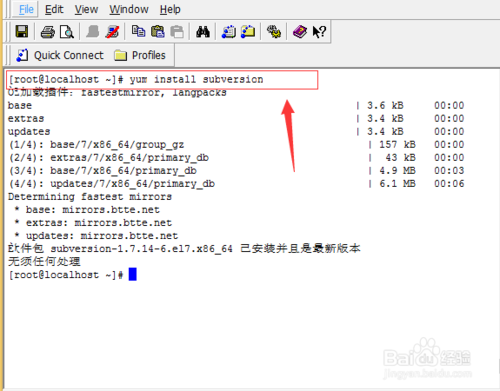 File Edit View Window Help
Quick Connect Profiles
[root@localhost ~]# yum install subversion
已加载插件：fastestmirror, langpacks
base | 3.6 kB 00:00
extras | 3.4 kB 00:00
updates | 3.4 kB 00:00
(1/4): base/7/x86_64/group_gz | 157 kB 00:00
(2/4): extras/7/x86_64/primary_db | 43 kB 00:00
(3/4): base/7/x86_64/primary_db | 4.9 MB 00:03
(4/4): updates/7/x86_64/primary_db | 6.1 MB 00:06
Determining fastest mirrors
* base: mirrors.btte.net
* extras: mirrors.btte.net
* updates: mirrors.btte.net
软件包 subversion-1.7.14-6.el7.x86_64 已安装并且是最新版本
无须任何处理
[root@localhost ~]#
Baidu 经验
jingyan.baidu.com